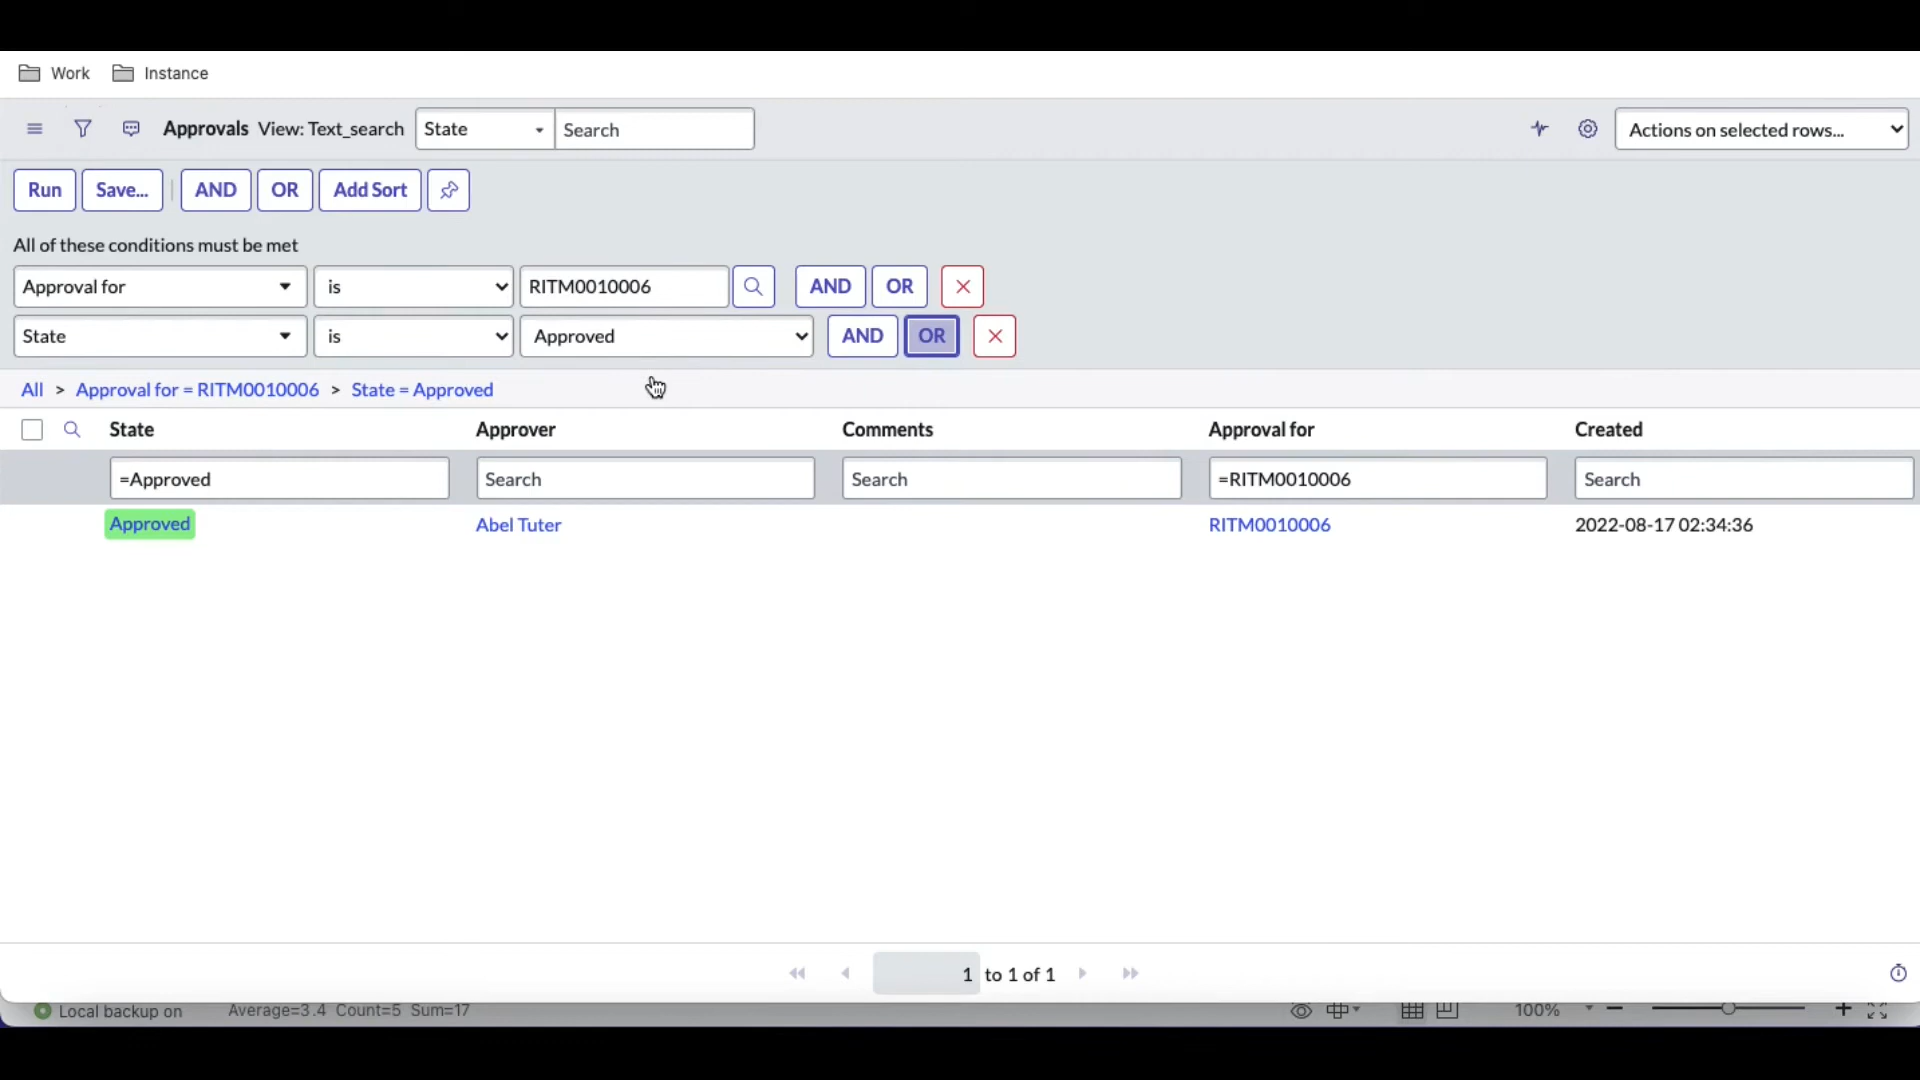 Work Instance
Approvals View: Text_search State Search Actions on selected rows...
Run Save... AND OR Add Sort
All of these conditions must be met
Approval for is RITM0010006 AND OR
State is Approved AND OR
All > Approval for = RITM0010006 > State = Approved
State Approver Comments Approval for Created
=Approved Search Search =RITM0010006 Search
Approved Abel Tuter RITM0010006 2022-08-17 02:34:36
1 to 1 of 1
Local backup on Average=3.4 Count=5 Sum=17 100%